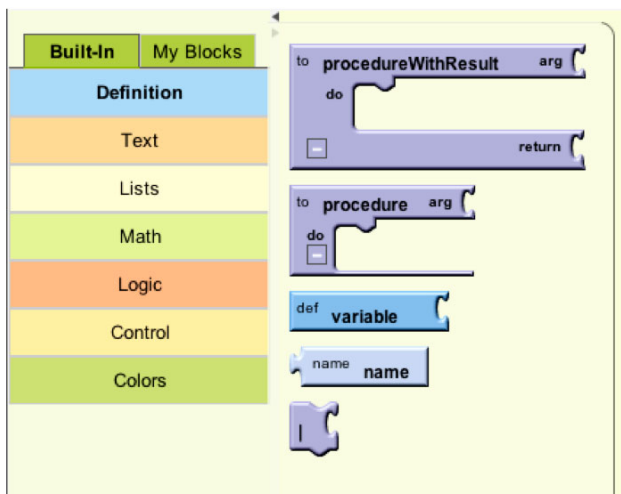 Built-In My Blocks
Definition
Text
Lists
Math
Logic
Control
Colors
to procedureWithResult arg
do
return
to procedure arg
do
def variable
name name